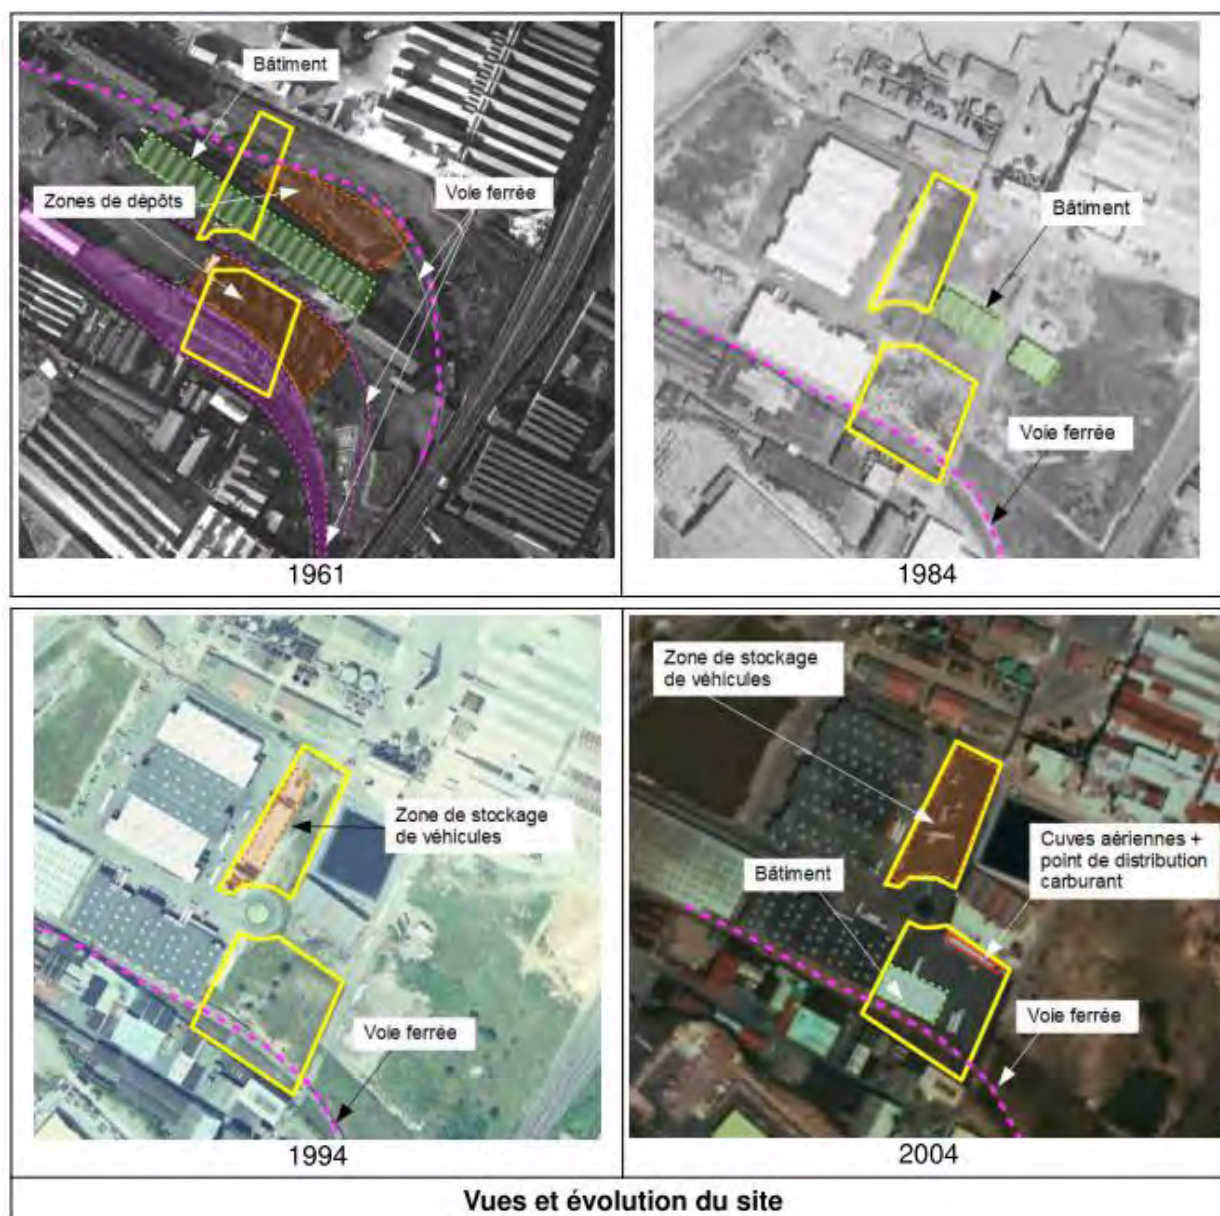 Bâtiment
Zones de dépôts
Voie ferrée
1961
Bâtiment
Voie ferrée
1984
Zone de stockage
de véhicules
Voie ferrée
1994
Zone de stockage
de véhicules
Cuves aériennes +
point de distribution
carburant
Bâtiment
Voie ferrée
2004
Vues et évolution du site